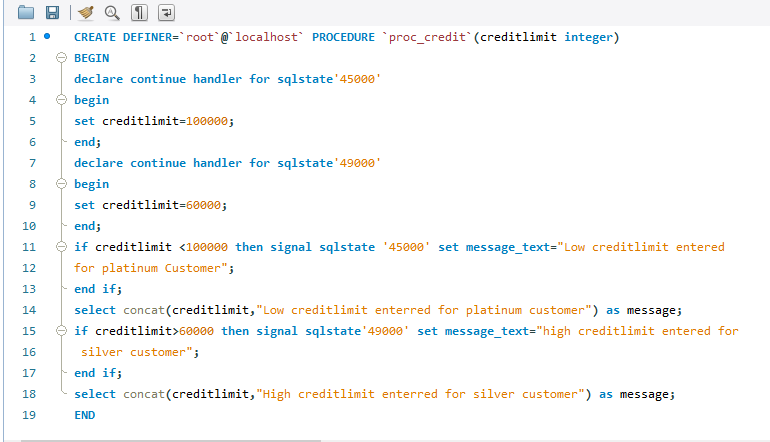 1 CREATE DEFINER=`root`@`localhost` PROCEDURE `proc_credit`(creditlimit integer)
2 BEGIN
3 declare continue handler for sqlstate'45000'
4 begin
5 set creditlimit=100000;
6 end;
7 declare continue handler for sqlstate'49000'
8 begin
9 set creditlimit=60000;
10 end;
11 if creditlimit <100000 then signal sqlstate '45000' set message_text="Low creditlimit entered
12 for platinum Customer";
13 end if;
14 select concat(creditlimit,"Low creditlimit enterred for platinum customer") as message;
15 if creditlimit>60000 then signal sqlstate'49000' set message_text="high creditlimit entered for
16 silver customer";
17 end if;
18 select concat(creditlimit,"High creditlimit enterred for silver customer") as message;
19 END